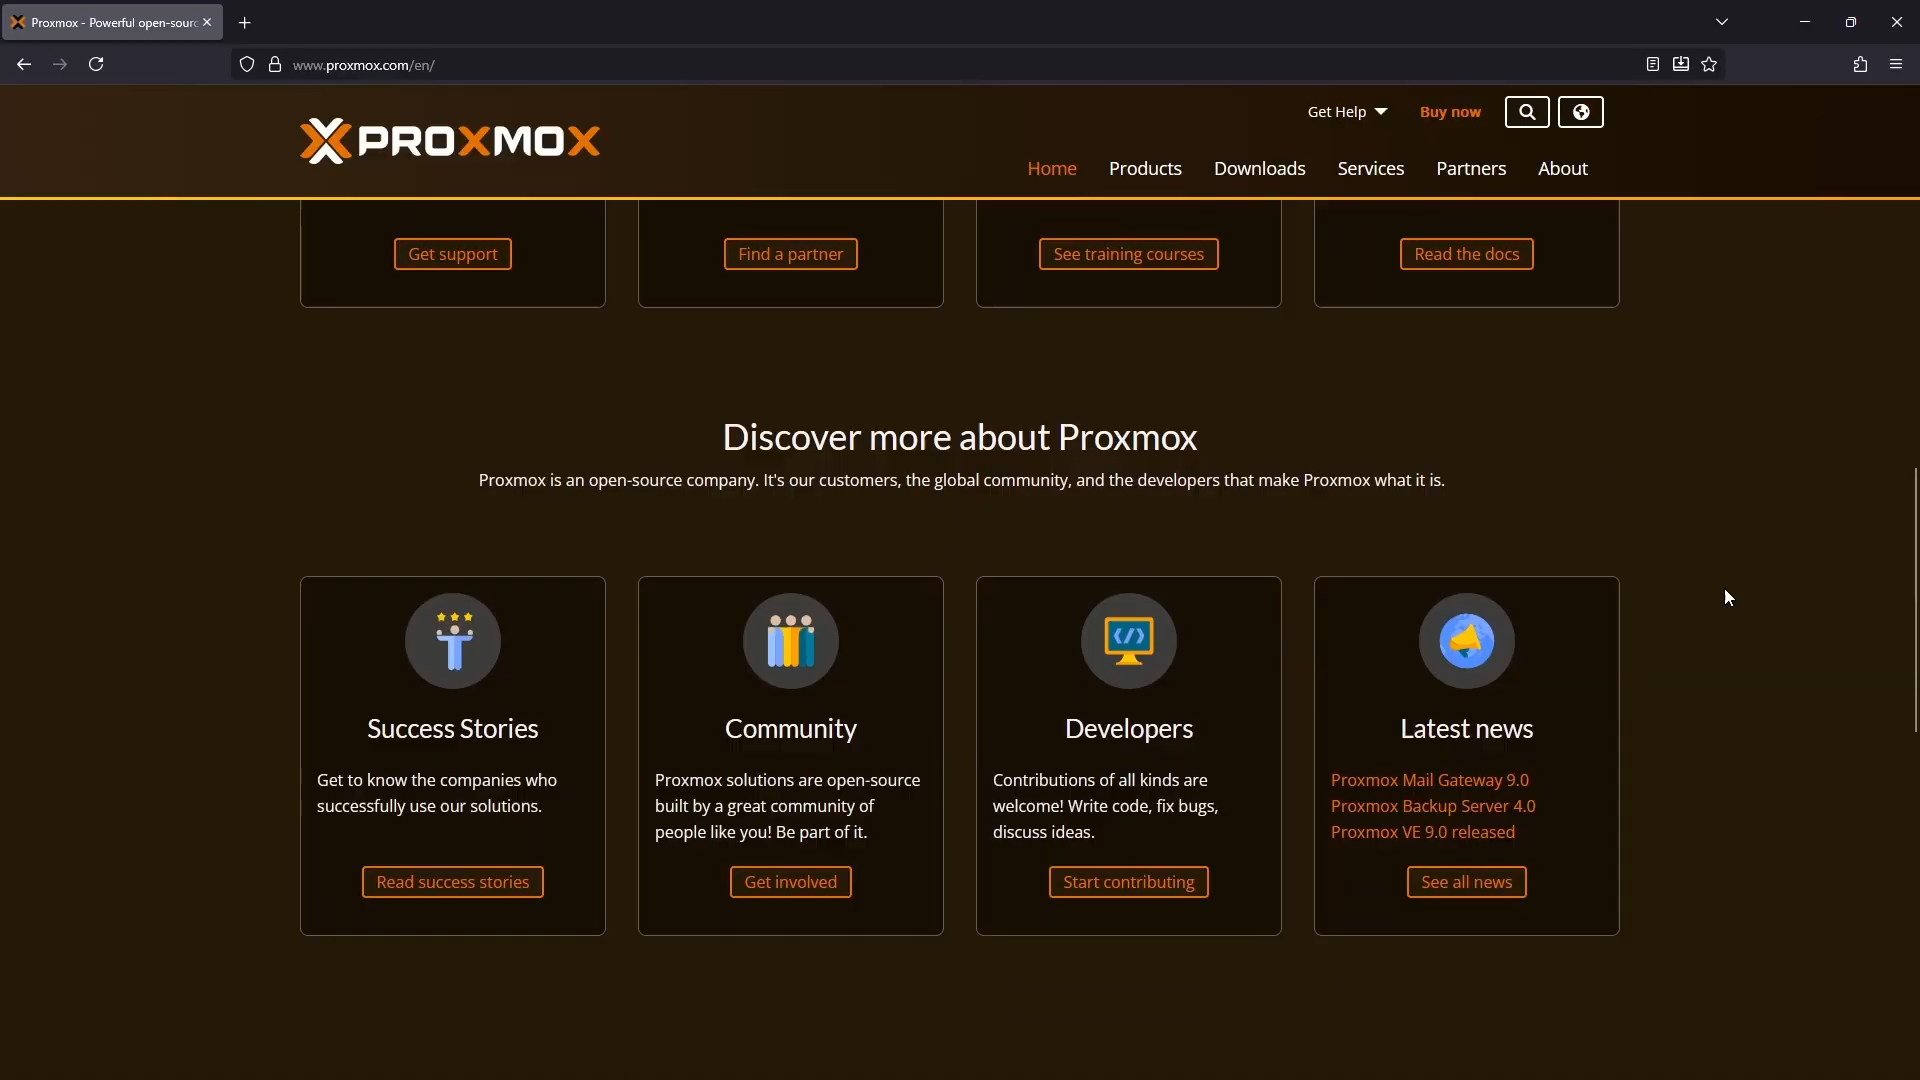 Proxmox - Powerful open-sour
www.proxmox.com/en/
Get Help
Buy now
PROXMOX
Home
Products
Downloads
Services
Partners
About
Get support
Find a partner
See training courses
Read the docs
Discover more about Proxmox
Proxmox is an open-source company. It's our customers, the global community, and the developers that make Proxmox what it is.
Success Stories
Get to know the companies who
successfully use our solutions.
Read success stories
Community
Proxmox solutions are open-source
built by a great community of
people like you! Be part of it.
Get involved
Developers
Contributions of all kinds are
welcome! Write code, fix bugs,
discuss ideas.
Start contributing
Latest news
Proxmox Mail Gateway 9.0
Proxmox Backup Server 4.0
Proxmox VE 9.0 released
See all news